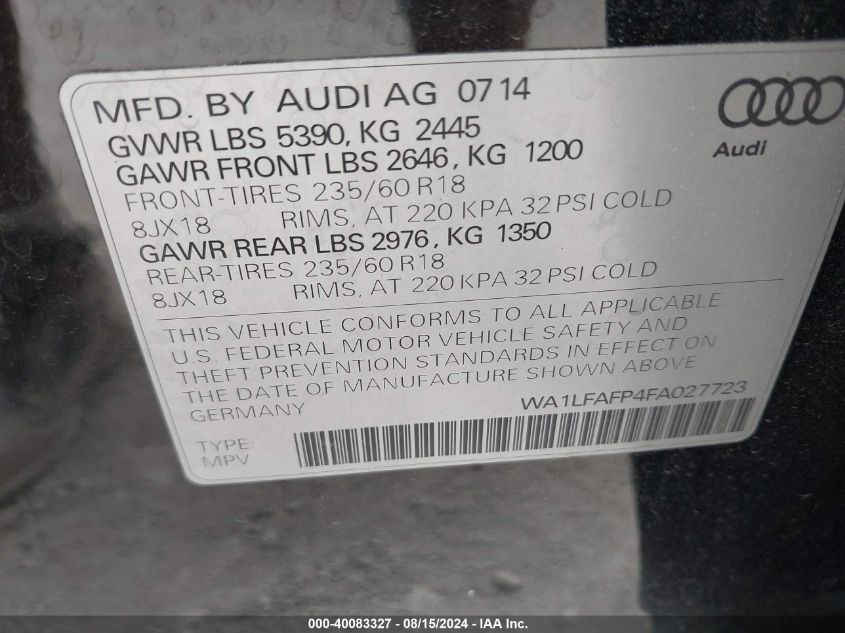 MFD. BY AUDI AG 07 14
GVWR LBS 5390, KG 2445
GAWR FRONT LBS 2646, KG 1200
FRONT-TIRES 235/60 R18
8JX18 RIMS, AT 220 KPA 32 PSI COLD
GAWR REAR LBS 2976, KG 1350
REAR-TIRES 235/60 R18
8JX18 RIMS, AT 220 KPA 32 PSI COLD
Audi
THIS VEHICLE CONFORMS TO ALL APPLICABLE
U.S. FEDERAL MOTOR VEHICLE SAFETY AND
THEFT PREVENTION STANDARDS IN EFFECT ON
THE DATE OF MANUFACTURE SHOWN ABOVE
GERMANY WA1LFAFP4FA027723
TYPE:
MPV
000-40083327 - 08/15/2024 - IAA Inc.